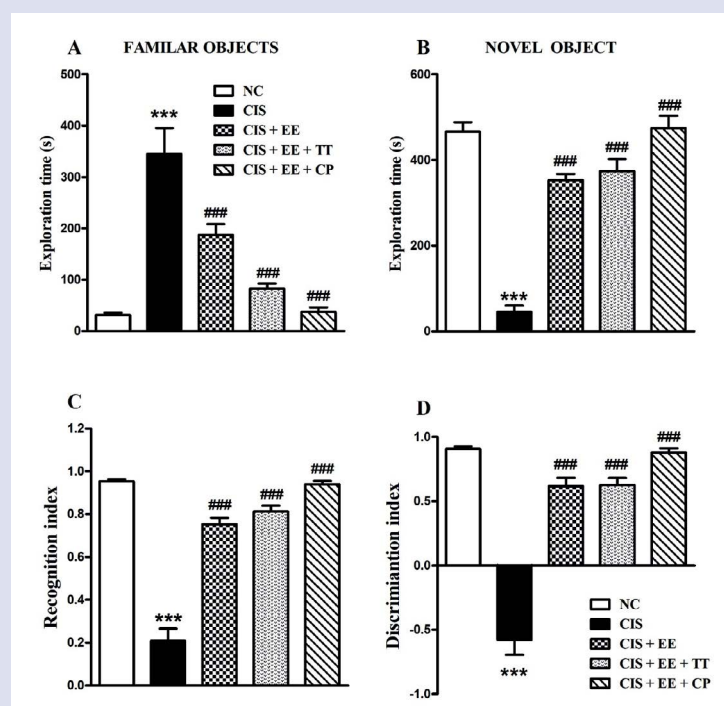 A FAMILAR OBJECTS
Exploration time (s)
500
400
300
200
100
0
***
###
###
###
NC
CIS
CIS + EE
CIS + EE + TT
CIS + EE + CP
B NOVEL OBJECT
Exploration time (s)
600
400
200
0
***
###
###
###
C
Recognition index
1.2
1.0
0.8
0.6
0.4
0.2
0.0
***
###
###
###
D
Discrimiantion index
1.0
0.5
0.0
-0.5
-1.0
***
###
###
###
NC
CIS
CIS + EE
CIS + EE + TT
CIS + EE + CP